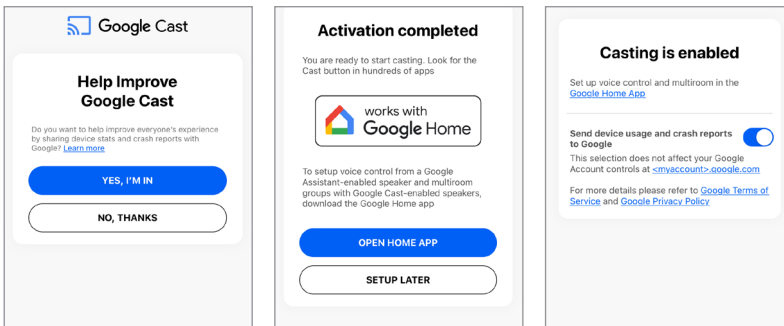 Google Cast
Help Improve
Google Cast
Do you want to help improve everyone's experience
by sharing device stats and crash reports with
Google? Learn more
YES, I'M IN
NO, THANKS
Activation completed
You are ready to start casting. Look for the
Cast button in hundreds of apps
works with
Google Home
To setup voice control from a Google
Assistant-enabled speaker and multiroom
groups with Google Cast-enabled speakers,
download the Google Home app
OPEN HOME APP
SETUP LATER
Casting is enabled
Set up voice control and multiroom in the
Google Home App
Send device usage and crash reports
to Google
This selection does not affect your Google
Account controls at <myaccount>.google.com
For more details please refer to Google Terms of
Service and Google Privacy Policy